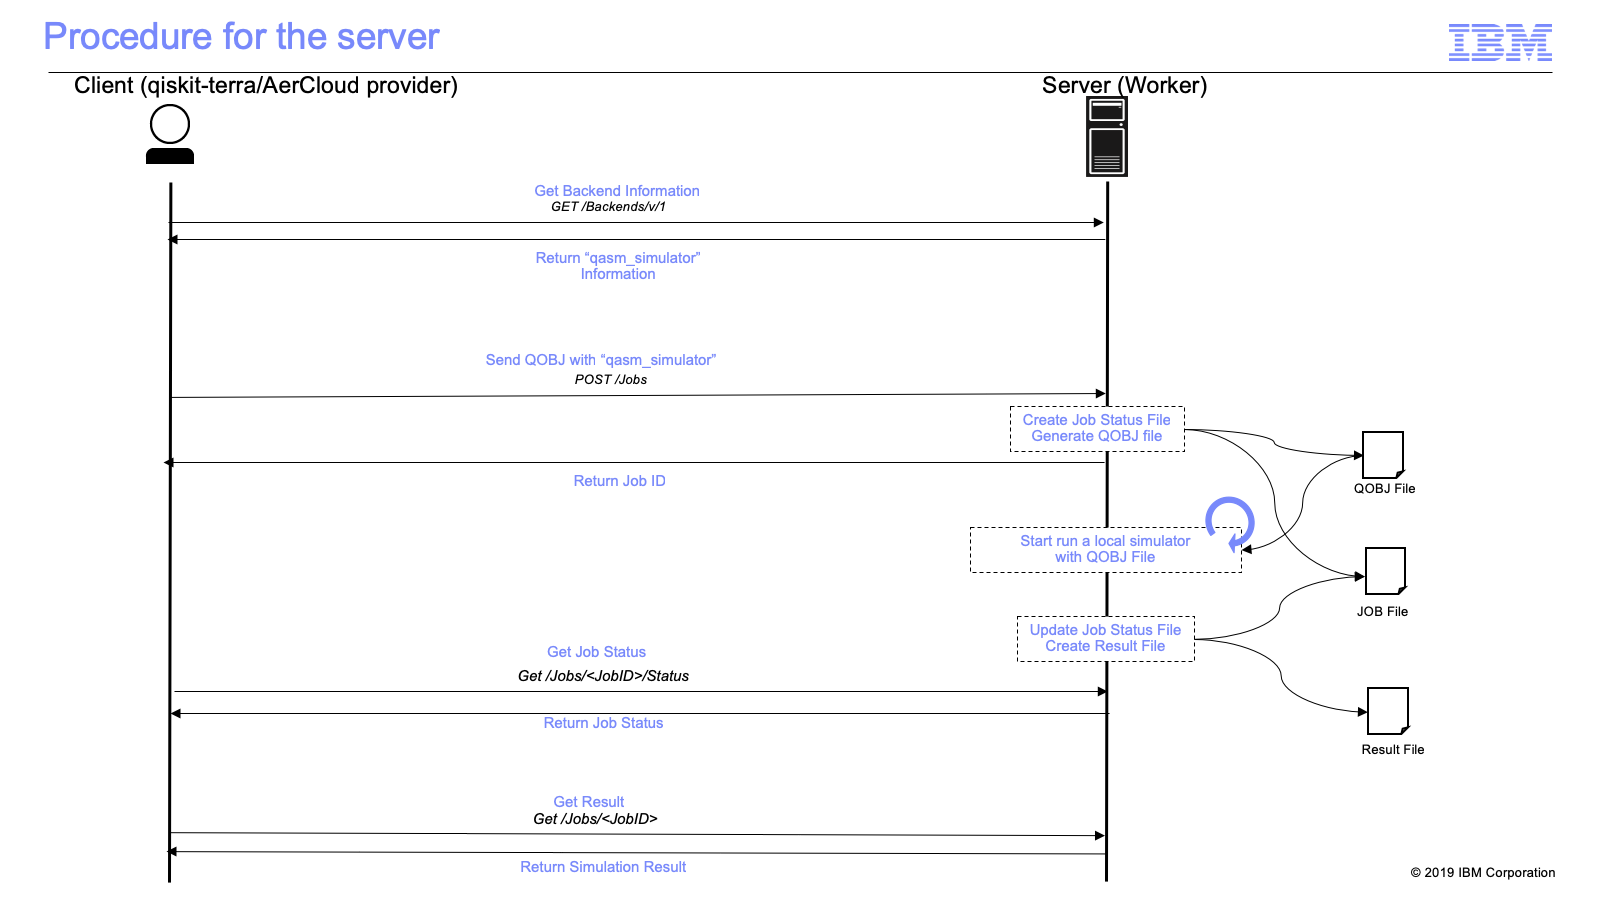 Procedure for the server
IBM
Client (qiskit-terra/AerCloud provider)
Server (Worker)
Get Backend Information
GET /Backends/v/1
Return “qasm_simulator”
Information
Send QOBJ with “qasm_simulator”
POST /Jobs
Create Job Status File
Generate QOBJ file
Return Job ID
QOBJ File
Start run a local simulator
with QOBJ File
JOB File
Update Job Status File
Create Result File
Get Job Status
Get /Jobs/<JobID>/Status
Return Job Status
Result File
Get Result
Get /Jobs/<JobID>
Return Simulation Result
© 2019 IBM Corporation